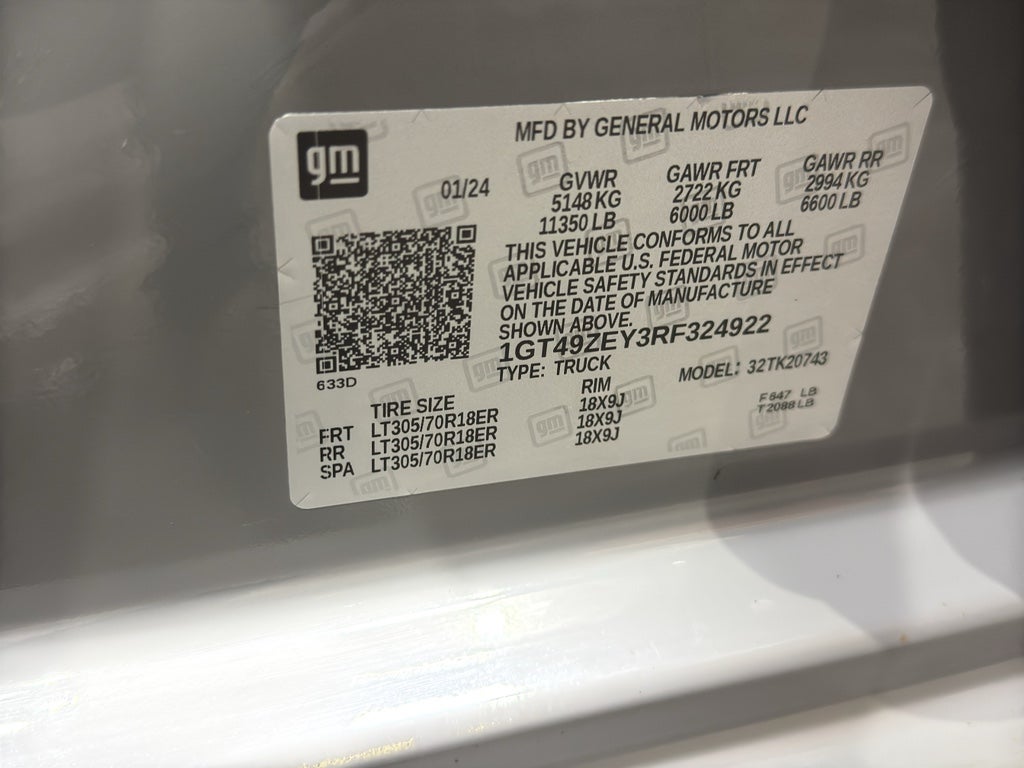 gm
MFD BY GENERAL MOTORS LLC
01/24
GVWR
5148 KG
11350 LB
GAWR FRT
2722 KG
6000 LB
GAWR RR
2994 KG
6600 LB
THIS VEHICLE CONFORMS TO ALL
APPLICABLE U.S. FEDERAL MOTOR
VEHICLE SAFETY STANDARDS IN EFFECT
ON THE DATE OF MANUFACTURE
SHOWN ABOVE.
1GT49ZEY3RF324922
TYPE: TRUCK
MODEL: 32TK20743
633D
TIRE SIZE RIM
FRT LT305/70R18ER 18X9J
RR LT305/70R18ER 18X9J
SPA LT305/70R18ER 18X9J
F 847 LB
T 2088 LB